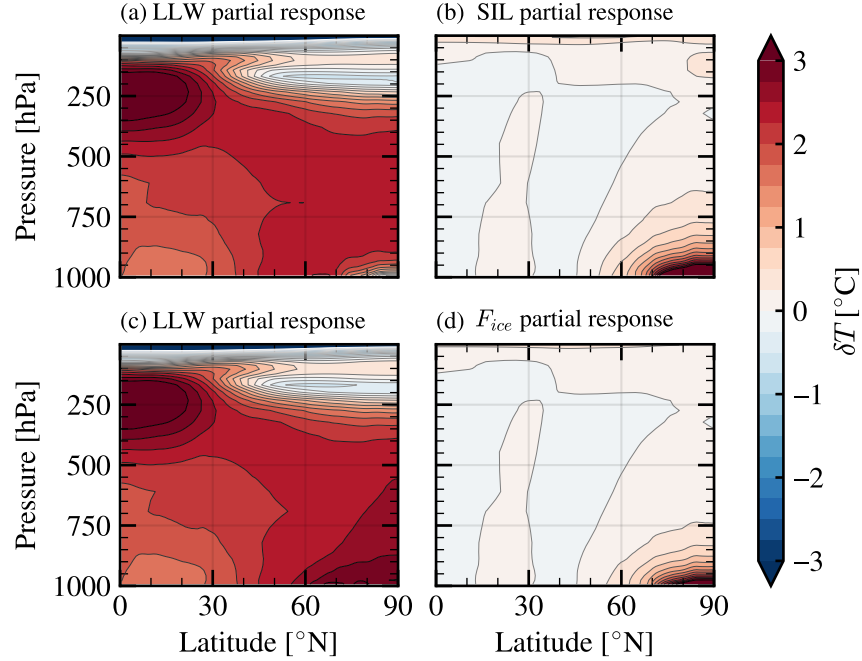 (a) LLW partial response
(b) SIL partial response
Pressure [hPa]
250
500
750
1000
(c) LLW partial response
(d) F_ice partial response
Pressure [hPa]
250
500
750
1000
0 30 60 90
Latitude [°N]
0 30 60 90
Latitude [°N]
3
2
1
0
−1
−2
−3
δT [°C]